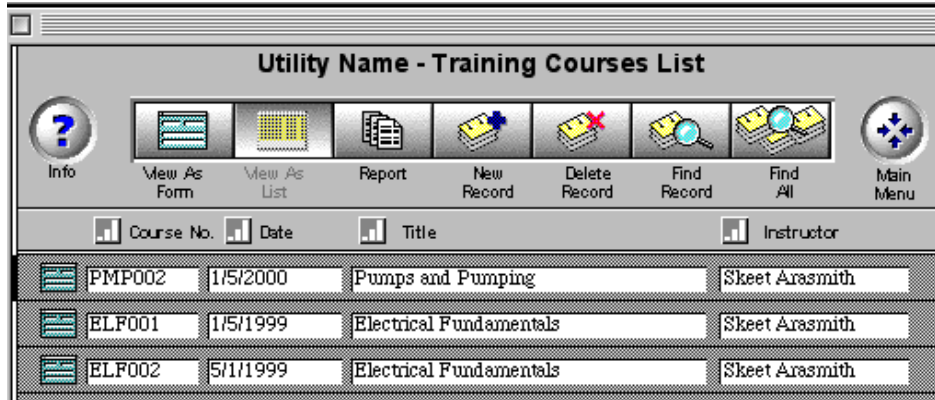 Utility Name - Training Courses List
Info View As Form View As List Report New Record Delete Record Find Record Find All Main Menu
Course No. Date Title Instructor
PMP002 1/5/2000 Pumps and Pumping Skeet Arasmith
ELF001 1/5/1999 Electrical Fundamentals Skeet Arasmith
ELF002 5/1/1999 Electrical Fundamentals Skeet Arasmith